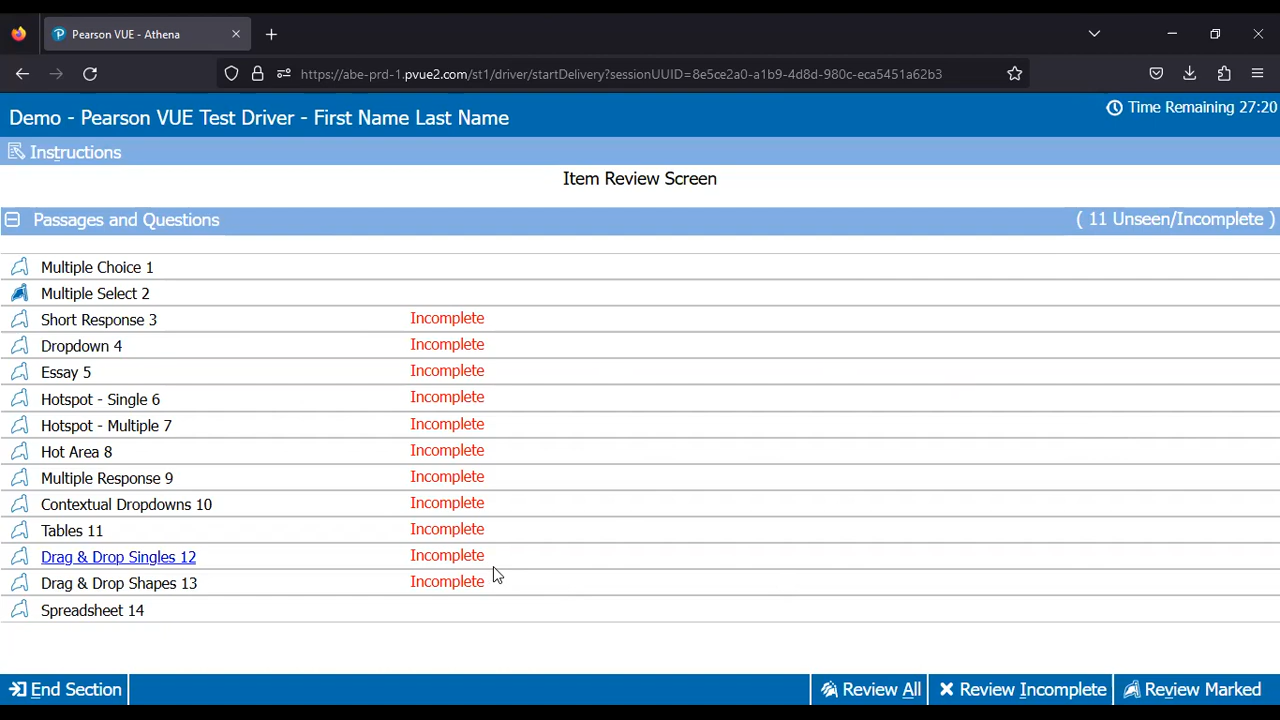 Pearson VUE - Athena
https://abe-prd-1.pvue2.com/st1/driver/startDelivery?sessionUUID=8e5ce2a0-a1b9-4d8d-980c-eca5451a62b3
Demo - Pearson VUE Test Driver - First Name Last Name
Time Remaining 27:20
Instructions
Item Review Screen
Passages and Questions ( 11 Unseen/Incomplete )
Multiple Choice 1
Multiple Select 2
Short Response 3 Incomplete
Dropdown 4 Incomplete
Essay 5 Incomplete
Hotspot - Single 6 Incomplete
Hotspot - Multiple 7 Incomplete
Hot Area 8 Incomplete
Multiple Response 9 Incomplete
Contextual Dropdowns 10 Incomplete
Tables 11 Incomplete
Drag & Drop Singles 12 Incomplete
Drag & Drop Shapes 13 Incomplete
Spreadsheet 14
End Section Review All Review Incomplete Review Marked